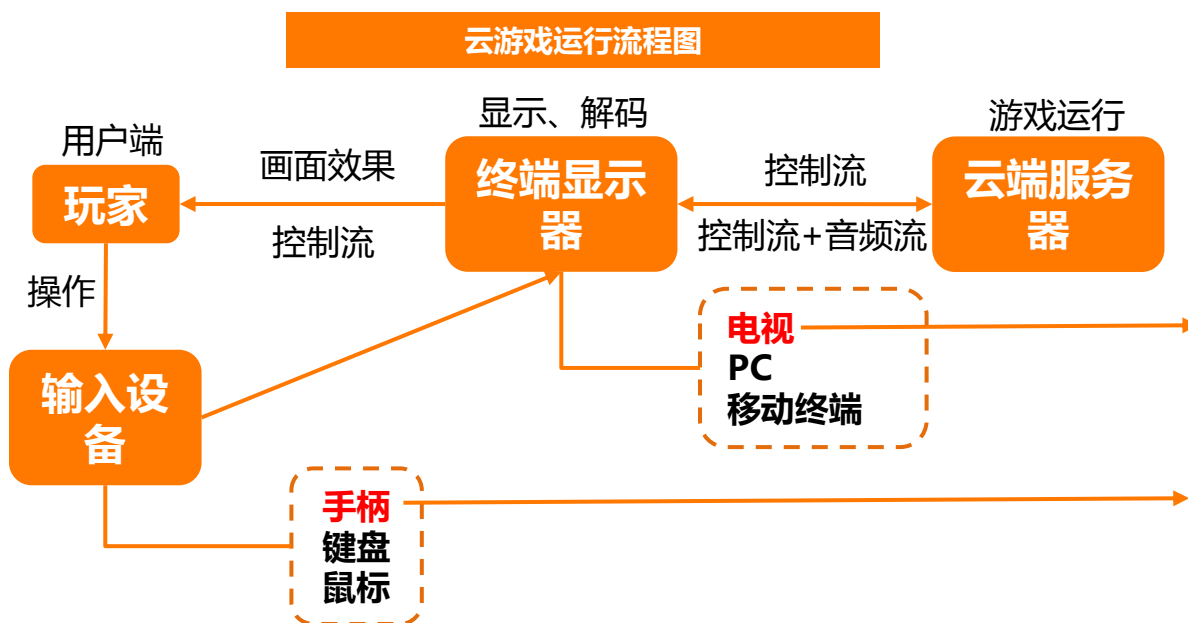 云游戏运行流程图
显示、解码
游戏运行
用户端
画面效果
终端显示
器
控制流
云端服务
器
玩家
控制流
控制流+音频流
操作
电视
PC
移动终端
输入设
备
手柄
键盘
鼠标